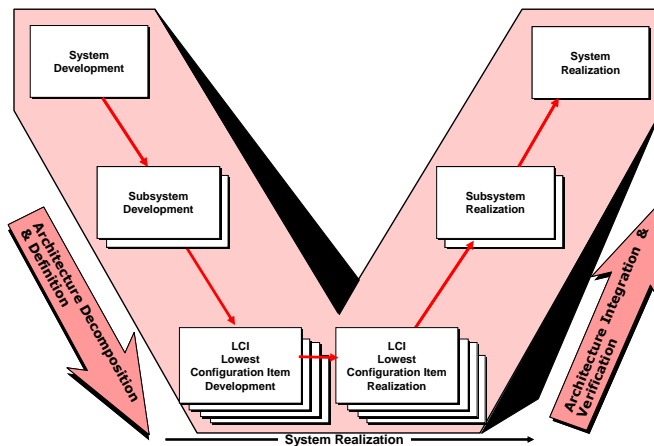 System
Development
System
Realization
Subsystem
Development
Subsystem
Realization
Architecture Decomposition
& Definition
LCI
Lowest
Configuration Item
Development
LCI
Lowest
Configuration Item
Realization
Architecture Integration &
Verification
System Realization